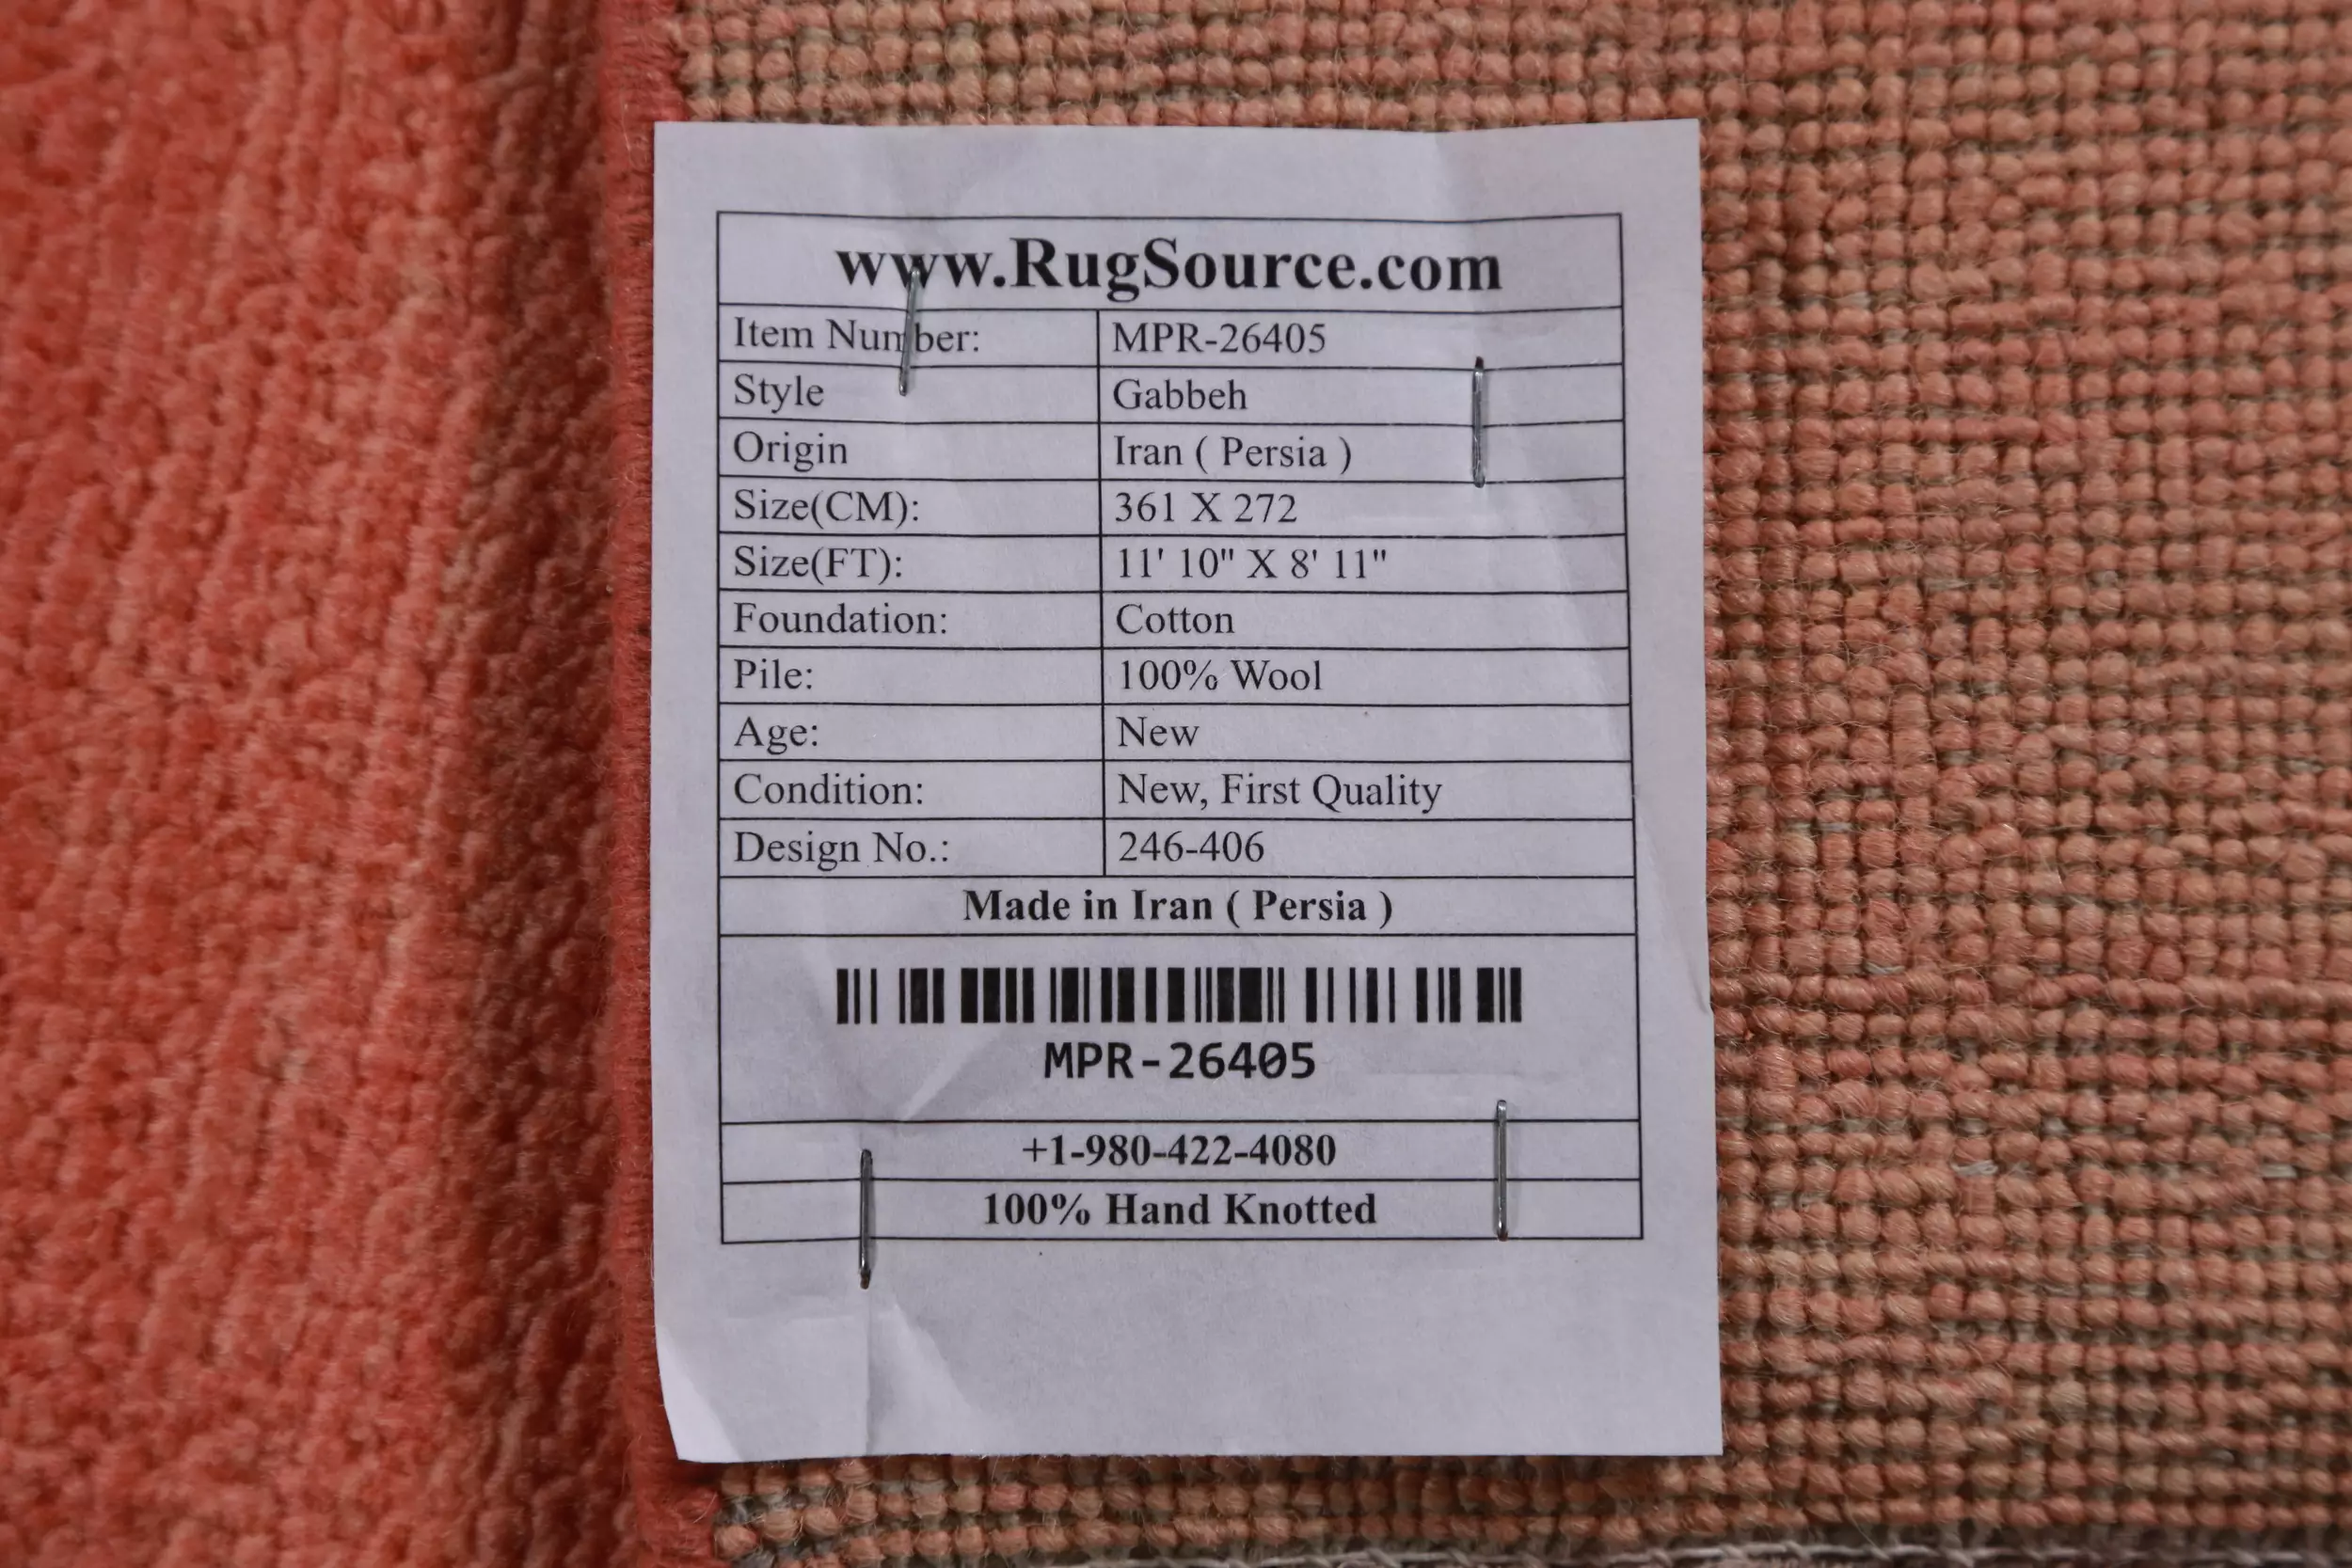 www.RugSource.com
Item Number: MPR-26405
Style Gabbeh
Origin Iran ( Persia )
Size(CM): 361 X 272
Size(FT): 11' 10" X 8' 11"
Foundation: Cotton
Pile: 100% Wool
Age: New
Condition: New, First Quality
Design No.: 246-406
Made in Iran ( Persia )
MPR-26405
+1-980-422-4080
100% Hand Knotted